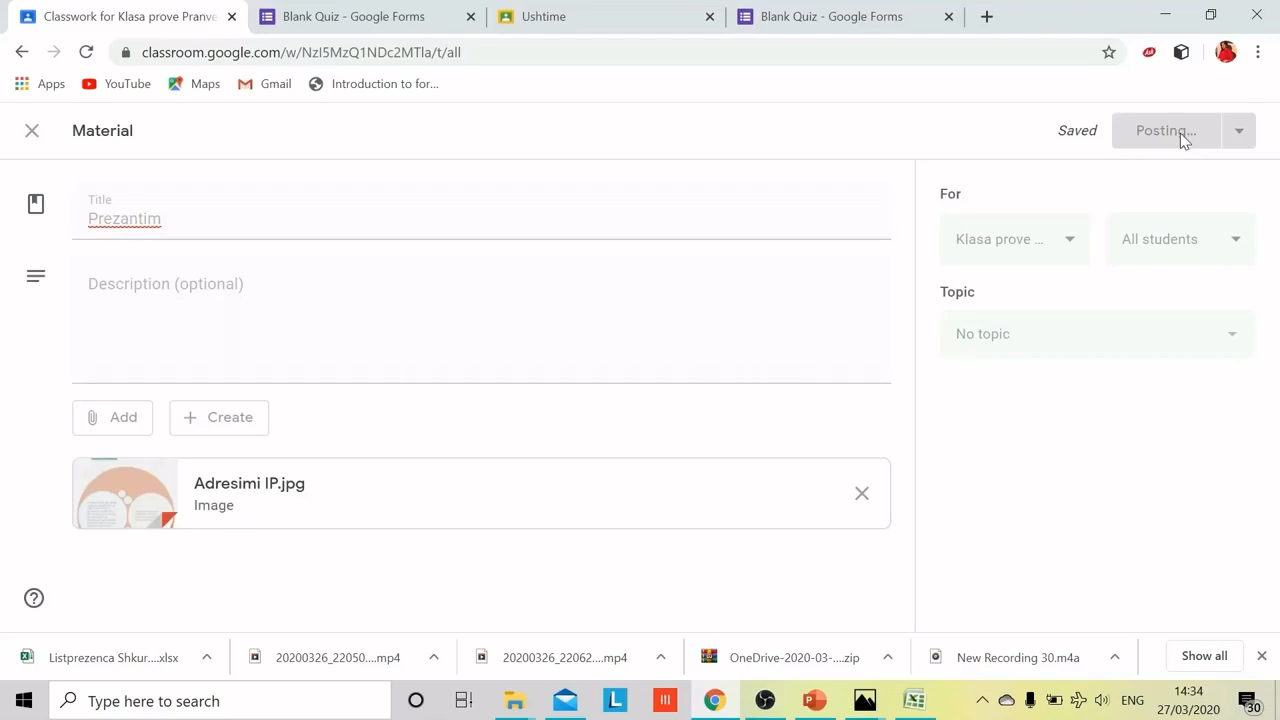 Classwork for Klasa prove Pranve
Blank Quiz - Google Forms
Ushtime
Blank Quiz - Google Forms
classroom.google.com/w/NzI5MzQ1NDc2MTla/t/all
Apps
YouTube
Maps
Gmail
Introduction to for...
Material
Saved
Posting...
Title
Prezantim
Description (optional)
For
Klasa prove ...
All students
Topic
No topic
Add
Create
Adresimi IP.jpg
Image
Listprezenca Shkur....xlsx
20200326_22050....mp4
20200326_22062....mp4
OneDrive-2020-03-....zip
New Recording 30.m4a
Show all
Type here to search
ENG
14:34
27/03/2020
30